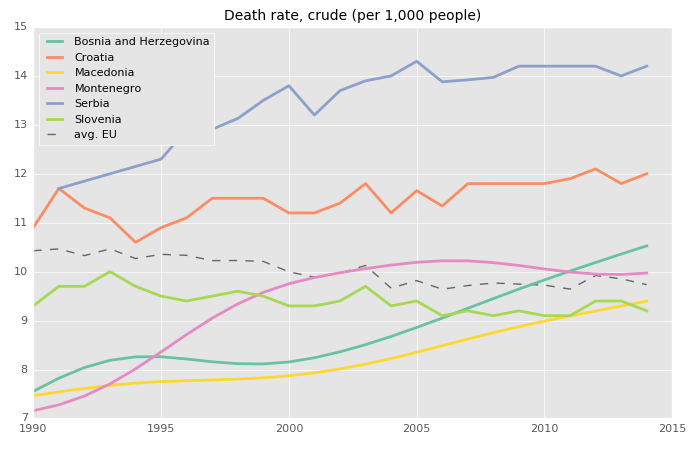 Death rate, crude (per 1,000 people)
15
14
13
12
11
10
9
8
7
Bosnia and Herzegovina
Croatia
Macedonia
Montenegro
Serbia
Slovenia
avg. EU
1990 1995 2000 2005 2010 2015